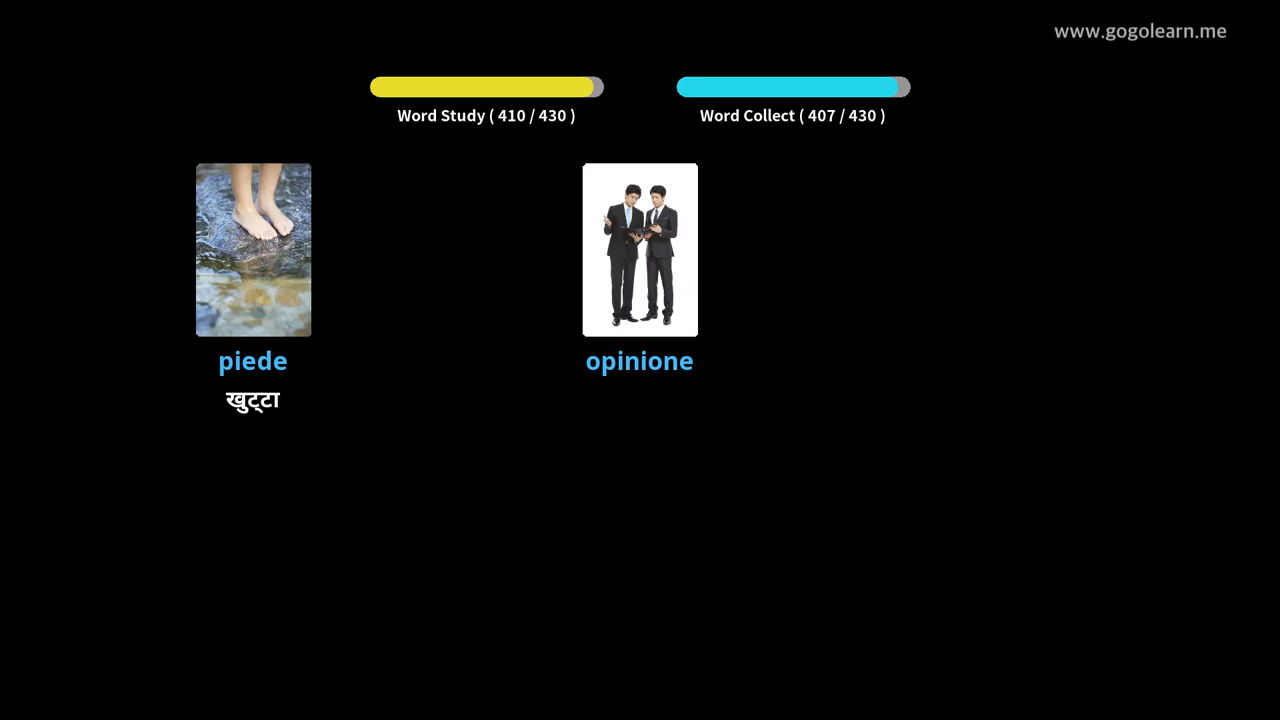 www.gogolearn.me
Word Study ( 410 / 430 )
Word Collect ( 407 / 430 )
piede
opinione
खुट्टा